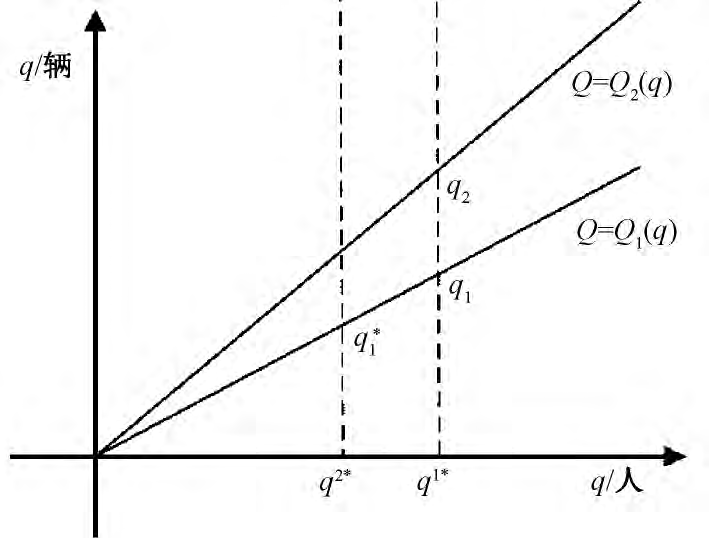 q/辆
Q=Q₂(q)
q₂
Q=Q₁(q)
q₁
q₁*
q²* q¹* q/人